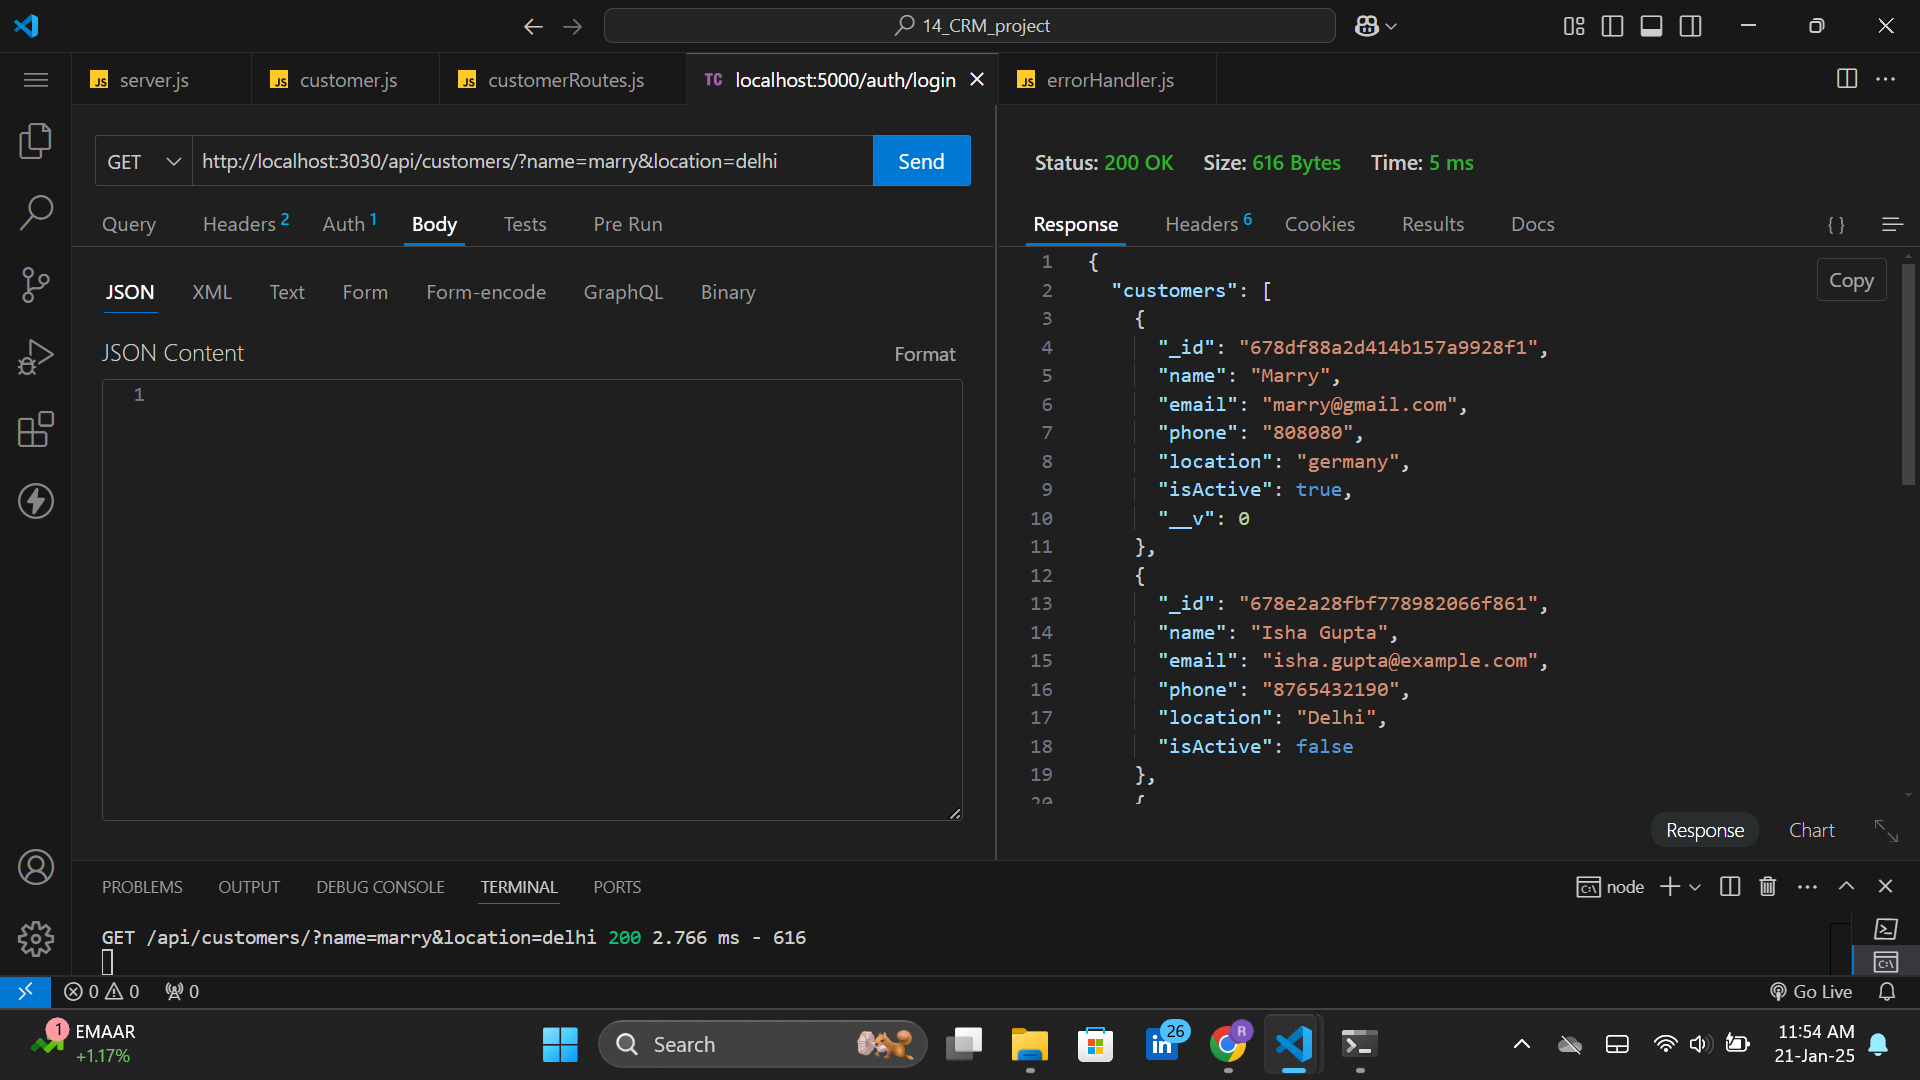 14_CRM_project
JS server.js
JS customer.js
JS customerRoutes.js
TC localhost:5000/auth/login
JS errorHandler.js
GET
http://localhost:3030/api/customers/?name=marry&location=delhi
Send
Query
Headers 2
Auth 1
Body
Tests
Pre Run
JSON
XML
Text
Form
Form-encode
GraphQL
Binary
JSON Content
Format
1
Status: 200 OK Size: 616 Bytes Time: 5 ms
Response
Headers 6
Cookies
Results
Docs
{ }
Copy
1 {
2 "customers": [
3 {
4 "_id": "678df88a2d414b157a9928f1",
5 "name": "Marry",
6 "email": "marry@gmail.com",
7 "phone": "808080",
8 "location": "germany",
9 "isActive": true,
10 "__v": 0
11 },
12 {
13 "_id": "678e2a28fbf778982066f861",
14 "name": "Isha Gupta",
15 "email": "isha.gupta@example.com",
16 "phone": "8765432190",
17 "location": "Delhi",
18 "isActive": false
19 },
20 {
Response
Chart
PROBLEMS
OUTPUT
DEBUG CONSOLE
TERMINAL
PORTS
node
GET /api/customers/?name=marry&location=delhi 200 2.766 ms - 616
0 0
0
Go Live
1
EMAAR
+1.17%
Search
26
R
11:54 AM
21-Jan-25